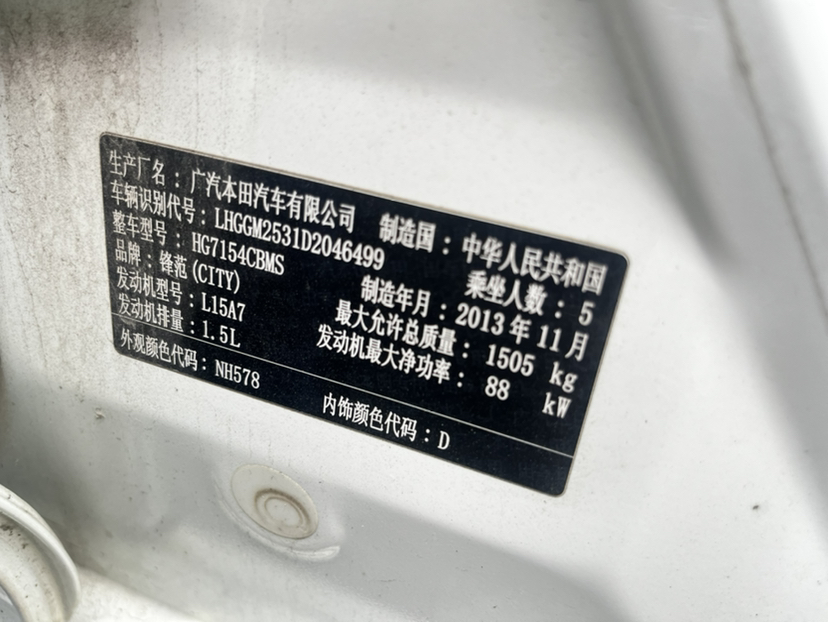 生产厂名：广汽本田汽车有限公司 制造国：中华人民共和国
车辆识别代号：LHGGM2531D2046499 乘坐人数：5
整车型号：HG7154CBMS 制造年月：2013年11月
品牌：锋范(CITY) 最大允许总质量：1505 kg
发动机型号：L15A7 发动机最大净功率：88 kW
发动机排量：1.5L
外观颜色代码：NH578 内饰颜色代码：D